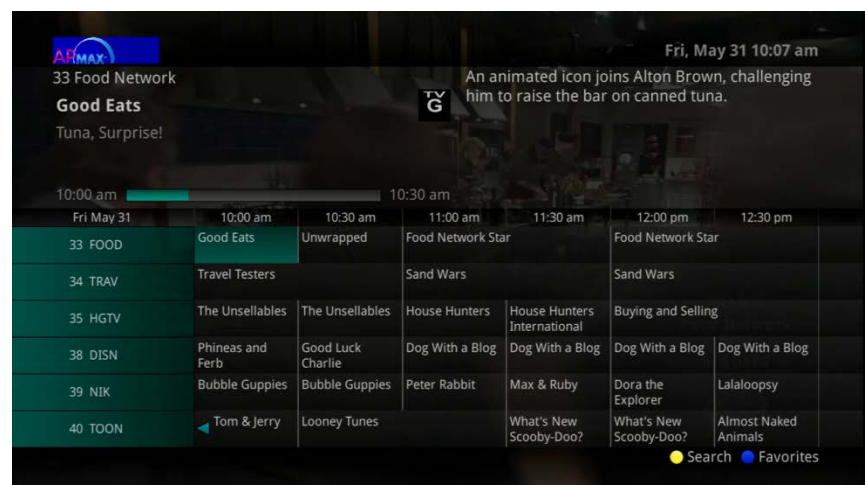 APMAX
Fri, May 31 10:07 am
33 Food Network
Good Eats
Tuna, Surprise!
TV
G
An animated icon joins Alton Brown, challenging
him to raise the bar on canned tuna.
10:00 am 10:30 am
Fri May 31 10:00 am 10:30 am 11:00 am 11:30 am 12:00 pm 12:30 pm
33 FOOD Good Eats Unwrapped Food Network Star Food Network Star
34 TRAV Travel Testers Sand Wars Sand Wars
35 HGTV The Unsellables The Unsellables House Hunters House Hunters International Buying and Selling
38 DISN Phineas and Ferb Good Luck Charlie Dog With a Blog Dog With a Blog Dog With a Blog Dog With a Blog
39 NIK Bubble Guppies Bubble Guppies Peter Rabbit Max & Ruby Dora the Explorer Lalaloopsy
40 TOON Tom & Jerry Looney Tunes What's New Scooby-Doo? What's New Scooby-Doo? Almost Naked Animals
Search Favorites